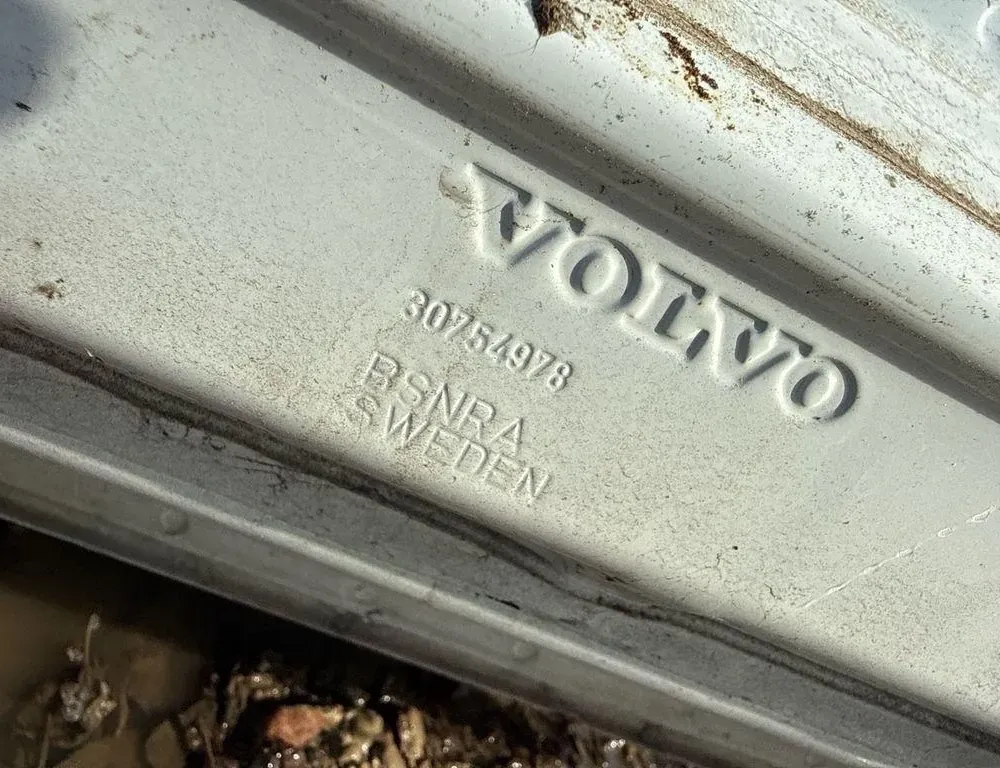 VOLVO
30754978
BSNRA
SWEDEN